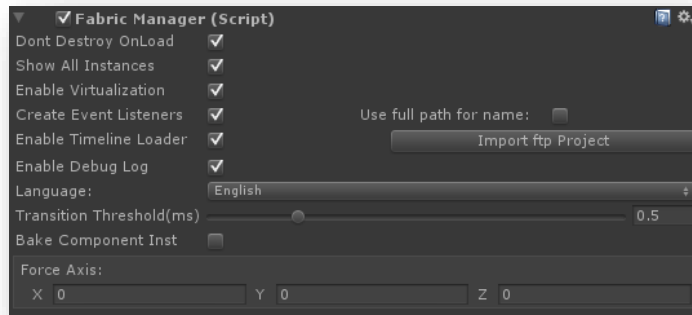 Fabric Manager (Script)
Dont Destroy OnLoad
Show All Instances
Enable Virtualization
Create Event Listeners Use full path for name:
Enable Timeline Loader Import ftp Project
Enable Debug Log
Language: English
Transition Threshold(ms) 0.5
Bake Component Inst
Force Axis:
X 0 Y 0 Z 0